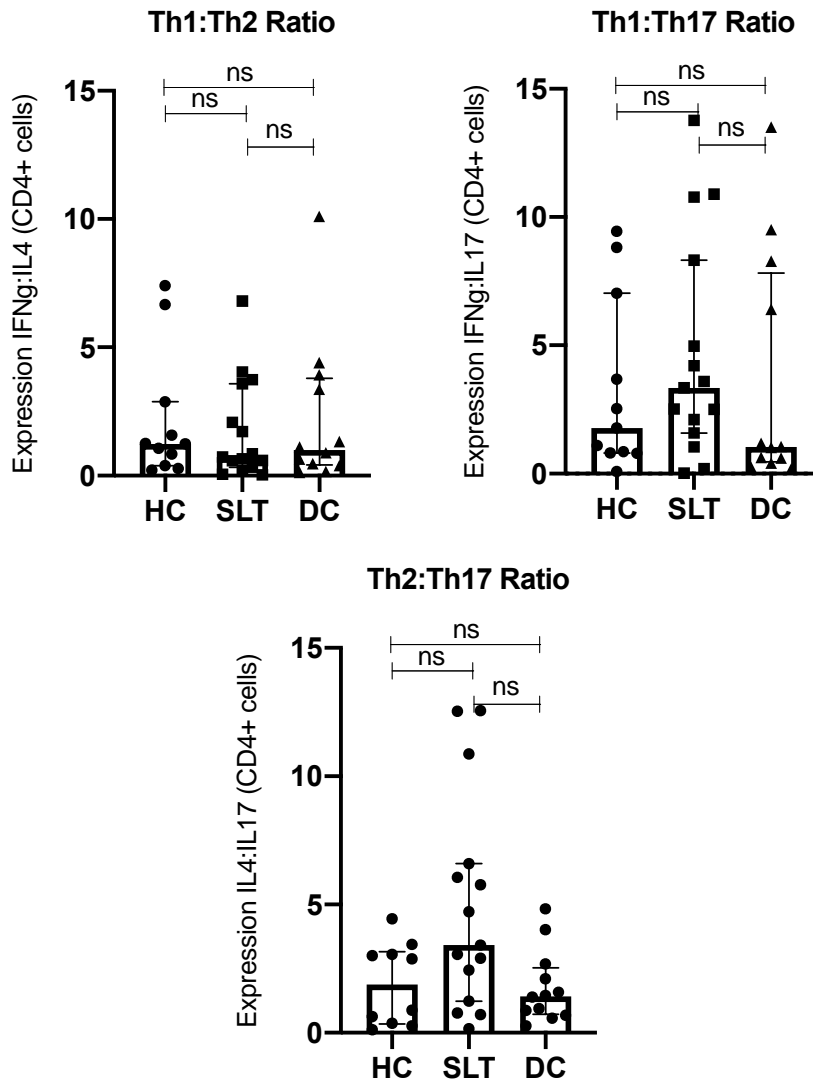 Th1:Th2 Ratio
ns
ns
ns
15
10
5
0
Expression IFNg:IL4 (CD4+ cells)
HC SLT DC
Th1:Th17 Ratio
ns
ns
ns
15
10
5
0
Expression IFNg:IL17 (CD4+ cells)
HC SLT DC
Th2:Th17 Ratio
ns
ns
ns
15
10
5
0
Expression IL4:IL17 (CD4+ cells)
HC SLT DC